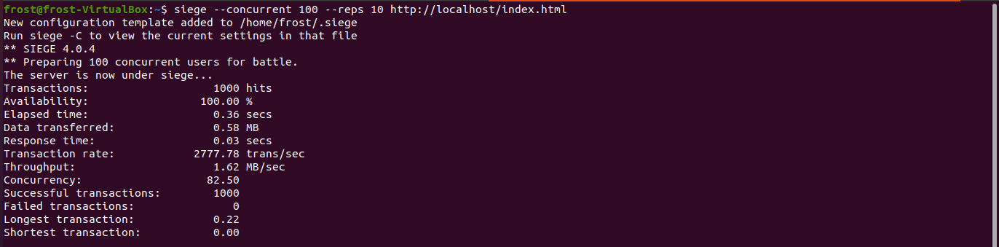 frost@frost-VirtualBox:~$ siege --concurrent 100 --reps 10 http://localhost/index.html
New configuration template added to /home/frost/.siege
Run siege -C to view the current settings in that file
** SIEGE 4.0.4
** Preparing 100 concurrent users for battle.
The server is now under siege...
Transactions: 1000 hits
Availability: 100.00 %
Elapsed time: 0.36 secs
Data transferred: 0.58 MB
Response time: 0.03 secs
Transaction rate: 2777.78 trans/sec
Throughput: 1.62 MB/sec
Concurrency: 82.50
Successful transactions: 1000
Failed transactions: 0
Longest transaction: 0.22
Shortest transaction: 0.00